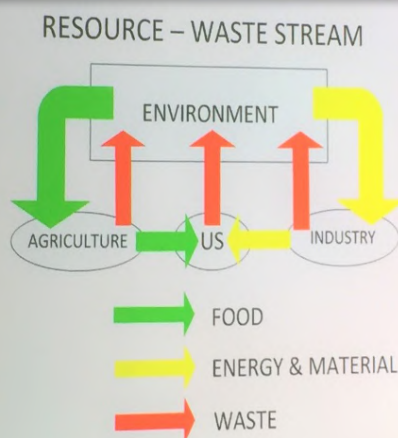 RESOURCE – WASTE STREAM
ENVIRONMENT
AGRICULTURE
US
INDUSTRY
FOOD
ENERGY & MATERIAL
WASTE